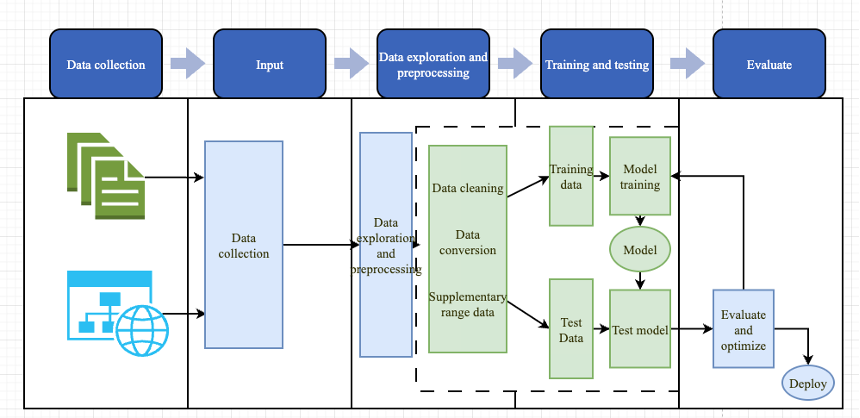 Data collection
Input
Data exploration and
preprocessing
Training and testing
Evaluate
Data
collection
Data
exploration
and
preprocessing
Data cleaning
Data
conversion
Supplementary
range data
Training
data
Model
training
Model
Test
Data
Test model
Evaluate
and
optimize
Deploy